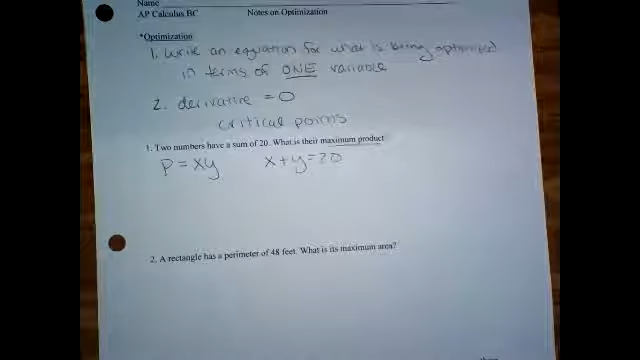 Name
AP Calculus BC Notes on Optimization
*Optimization
1. Write an equation for what is being optimized
in terms of ONE variable
2. derivative = 0
critical points
1. Two numbers have a sum of 20. What is their maximum product
P = xy x + y = 20
2. A rectangle has a perimeter of 48 feet. What is its maximum area?